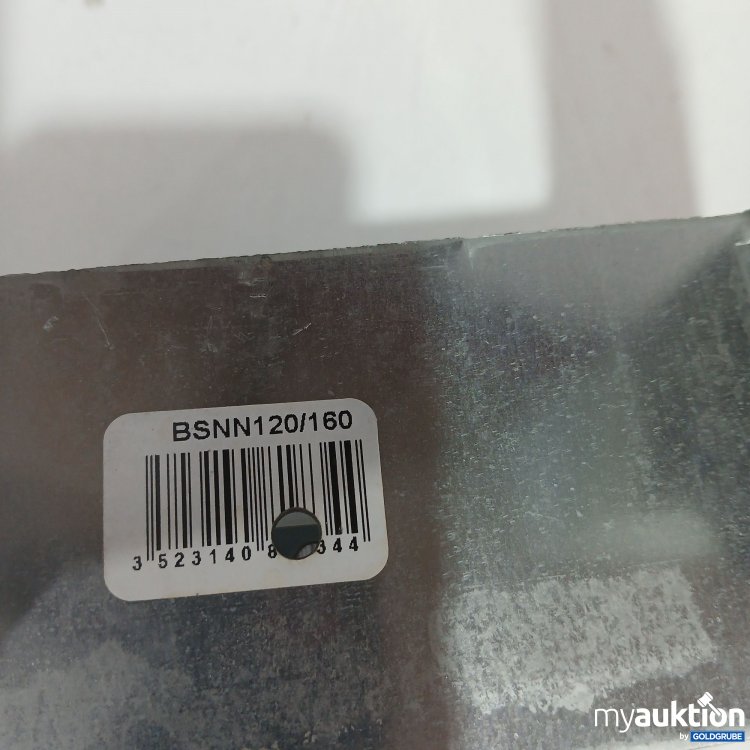 BSNN120/160
3 523140 8 344
myauktion
by GOLDGRUBE